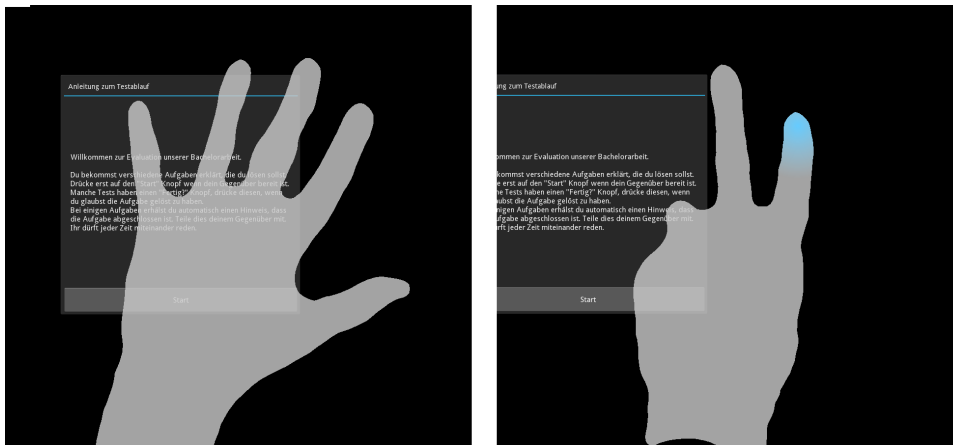 Anleitung zum Testablauf
Willkommen zur Evaluation unserer Bachelorarbeit.
Du bekommst verschiedene Aufgaben erklärt, die du lösen sollst.
Drücke erst auf den "Start" Knopf wenn dein Gegenüber bereit ist.
Manche Tests haben einen "Fertig?" Knopf, drücke diesen, wenn
du glaubst die Aufgabe gelöst zu haben.
Bei einigen Aufgaben erhälst du automatisch einen Hinweis, dass
die Aufgabe abgeschlossen ist. Teile dies deinem Gegenüber mit.
Ihr dürft jeder Zeit miteinander reden.
Start
ng zum Testablauf
ommen zur Evaluation unserer Bachelorarbeit.
kommst verschiedene Aufgaben erklärt, die du lösen sollst.
e erst auf den "Start" Knopf wenn dein Gegenüber bereit ist.
he Tests haben einen "Fertig?" Knopf, drücke diesen, wenn
aubst die Aufgabe gelöst zu haben.
nigen Aufgaben erhälst du automatisch einen Hinweis, dass
ufgabe abgeschlossen ist. Teile dies deinem Gegenüber mit.
ürft jeder Zeit miteinander reden.
Start